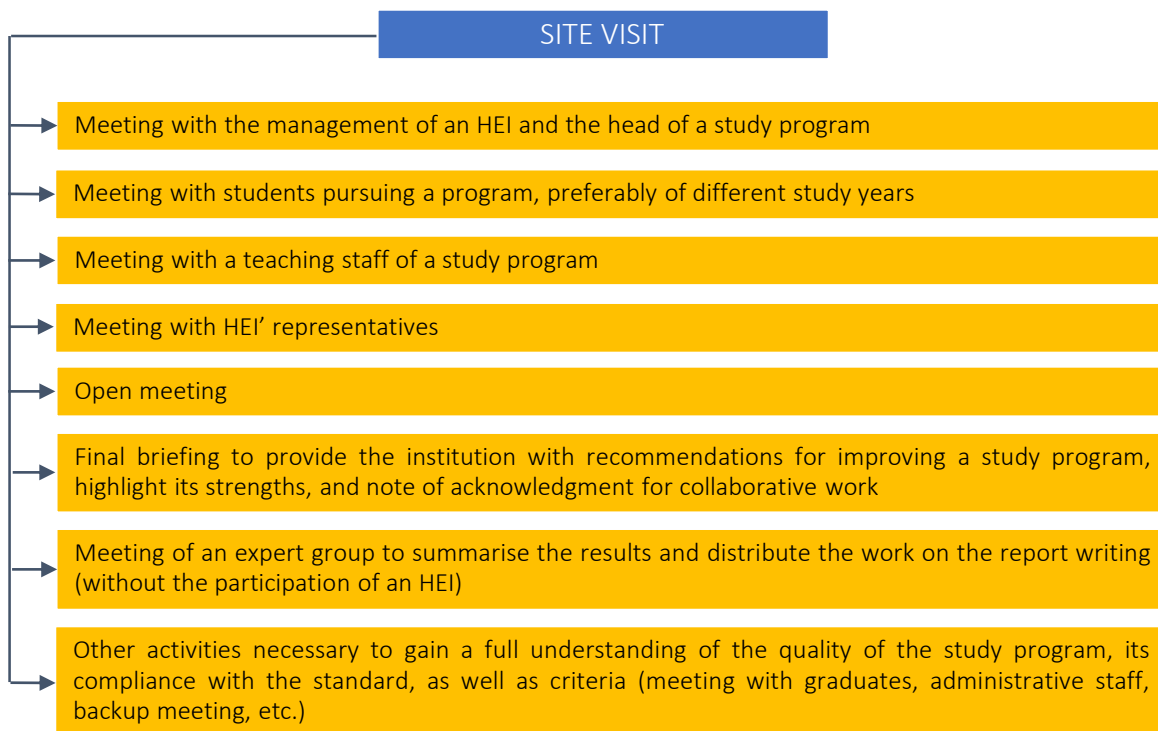 SITE VISIT
Meeting with the management of an HEI and the head of a study program
Meeting with students pursuing a program, preferably of different study years
Meeting with a teaching staff of a study program
Meeting with HEI' representatives
Open meeting
Final briefing to provide the institution with recommendations for improving a study program,
highlight its strengths, and note of acknowledgment for collaborative work
Meeting of an expert group to summarise the results and distribute the work on the report writing
(without the participation of an HEI)
Other activities necessary to gain a full understanding of the quality of the study program, its
compliance with the standard, as well as criteria (meeting with graduates, administrative staff,
backup meeting, etc.)